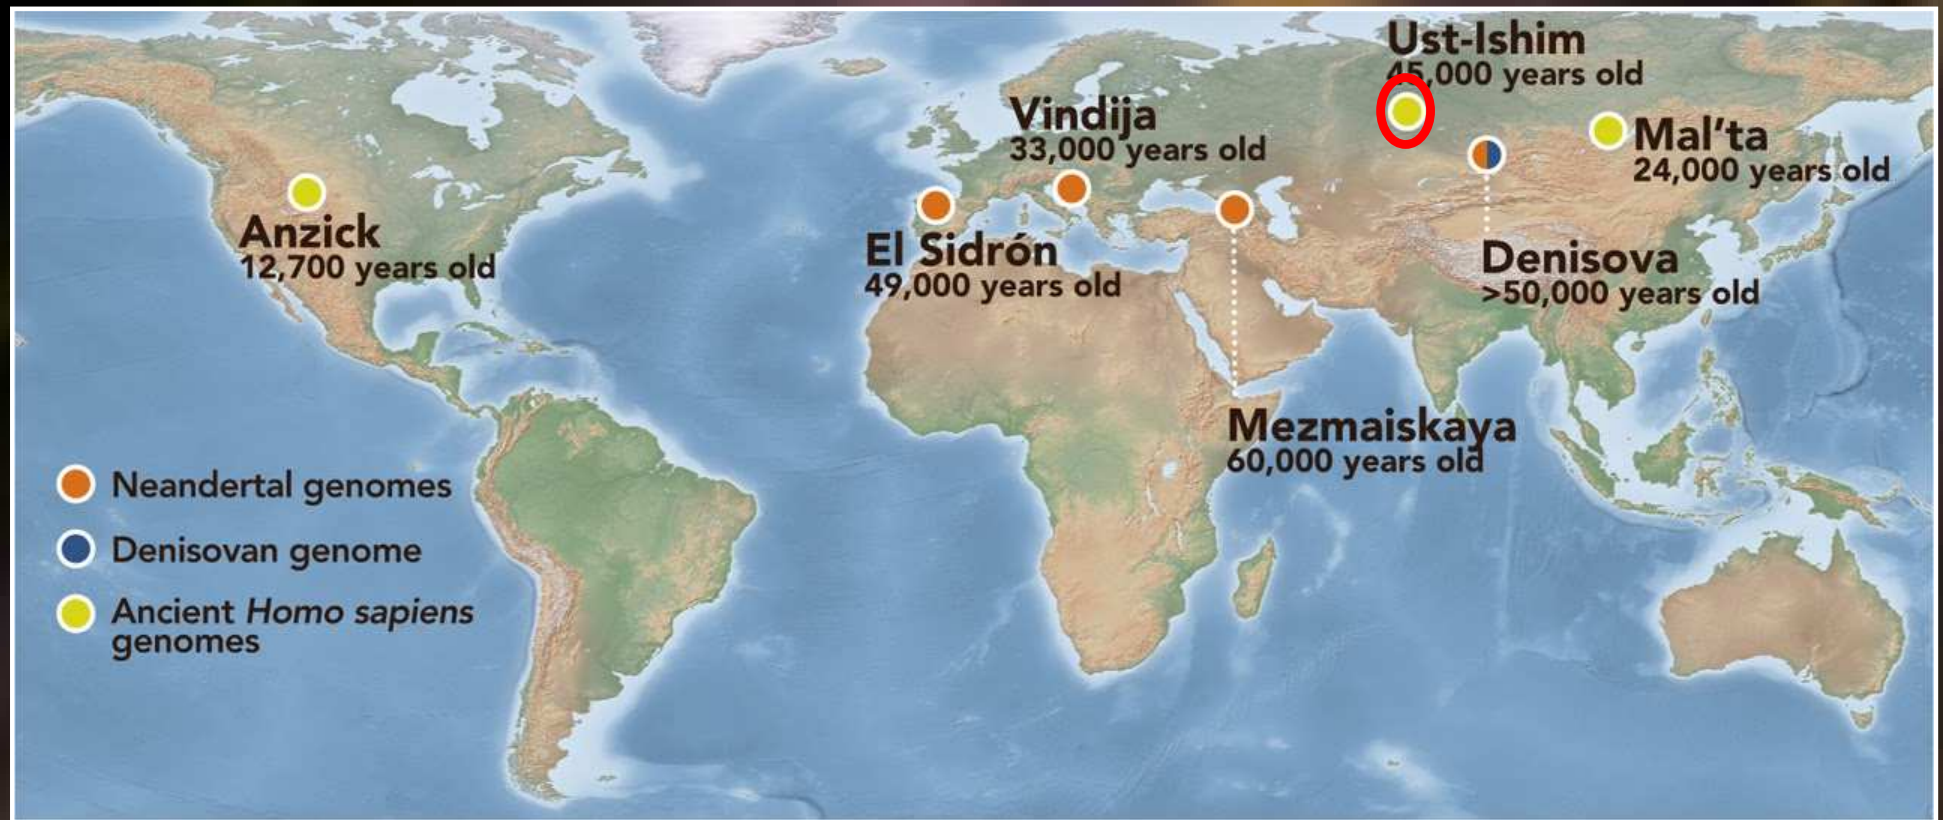 Ust-Ishim
45,000 years old
Vindija
33,000 years old
Mal'ta
24,000 years old
Anzick
12,700 years old
El Sidrón
49,000 years old
Denisova
>50,000 years old
Mezmaiskaya
60,000 years old
Neandertal genomes
Denisovan genome
Ancient Homo sapiens
genomes